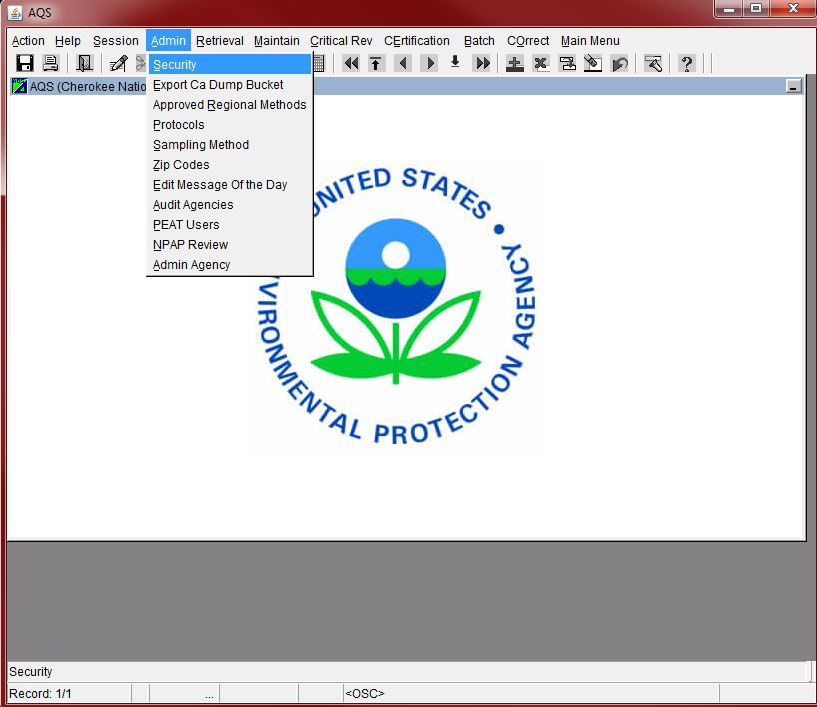 AQS
Action Help Session Admin Retrieval Maintain Critical Rev CErtification Batch COrrect Main Menu
AQS (Cherokee Natio
Security
Export Ca Dump Bucket
Approved Regional Methods
Protocols
Sampling Method
Zip Codes
Edit Message Of the Day
Audit Agencies
PEAT Users
NPAP Review
Admin Agency
UNITED STATES •
VIRONMENTAL PROTECTION AGENCY
Security
Record: 1/1 ... <OSC>